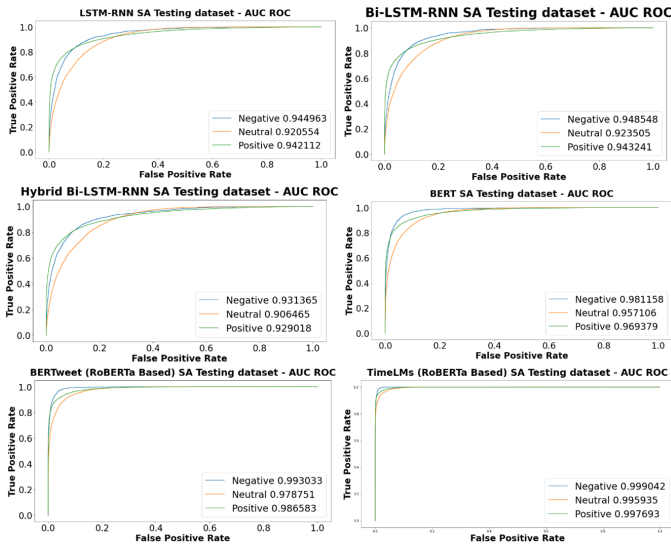 LSTM-RNN SA Testing dataset - AUC ROC
True Positive Rate
1.0
0.8
0.6
0.4
0.2
0.0
Negative 0.944963
Neutral 0.920554
Positive 0.942112
0.0 0.2 0.4 0.6 0.8 1.0
False Positive Rate
Bi-LSTM-RNN SA Testing dataset - AUC ROC
True Positive Rate
1.0
0.8
0.6
0.4
0.2
0.0
Negative 0.948548
Neutral 0.923505
Positive 0.943241
0.0 0.2 0.4 0.6 0.8 1.0
False Positive Rate
Hybrid Bi-LSTM-RNN SA Testing dataset - AUC ROC
True Positive Rate
1.0
0.8
0.6
0.4
0.2
0.0
Negative 0.931365
Neutral 0.906465
Positive 0.929018
0.0 0.2 0.4 0.6 0.8 1.0
False Positive Rate
BERT SA Testing dataset - AUC ROC
True Positive Rate
1.0
0.8
0.6
0.4
0.2
0.0
Negative 0.981158
Neutral 0.957106
Positive 0.969379
0.0 0.2 0.4 0.6 0.8 1.0
False Positive Rate
BERTweet (RoBERTa Based) SA Testing dataset - AUC ROC
True Positive Rate
1.0
0.8
0.6
0.4
0.2
0.0
Negative 0.993033
Neutral 0.978751
Positive 0.986583
0.0 0.2 0.4 0.6 0.8 1.0
False Positive Rate
TimeLMs (RoBERTa Based) SA Testing dataset - AUC ROC
True Positive Rate
Negative 0.999042
Neutral 0.995935
Positive 0.997693
False Positive Rate